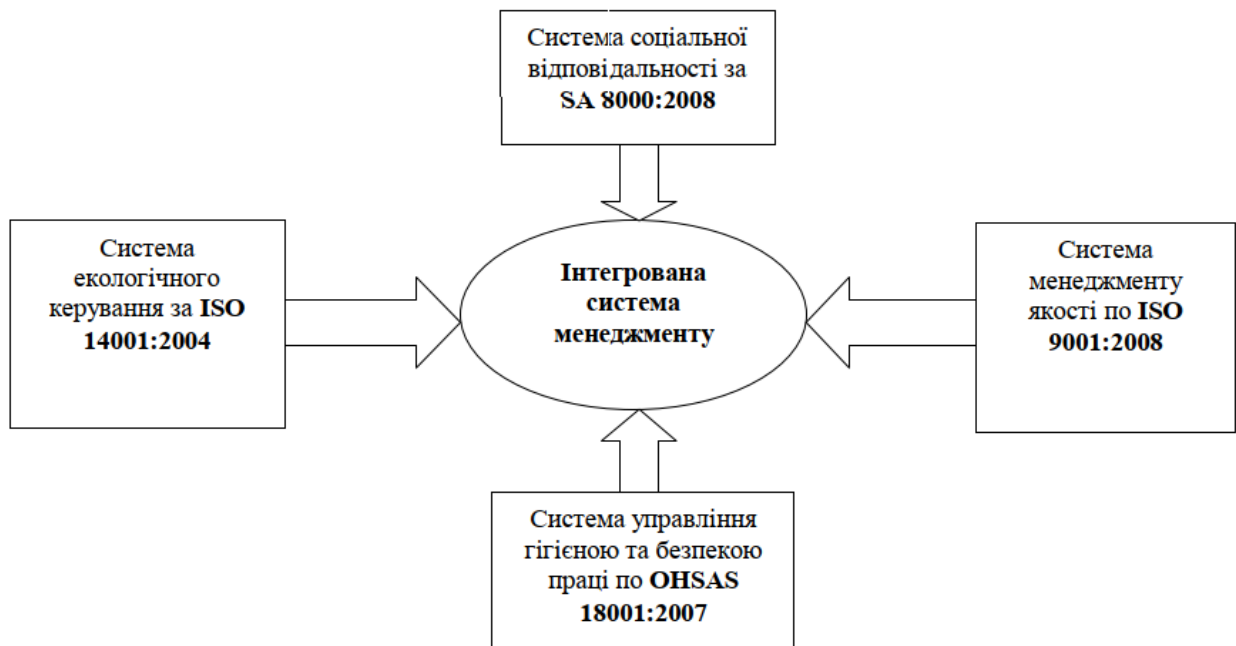 Система соціальної
відповідальності за
SA 8000:2008
Система
екологічного
керування за ISO
14001:2004
Інтегрована
система
менеджменту
Система
менеджменту
якості по ISO
9001:2008
Система управління
гігієною та безпекою
праці по OHSAS
18001:2007